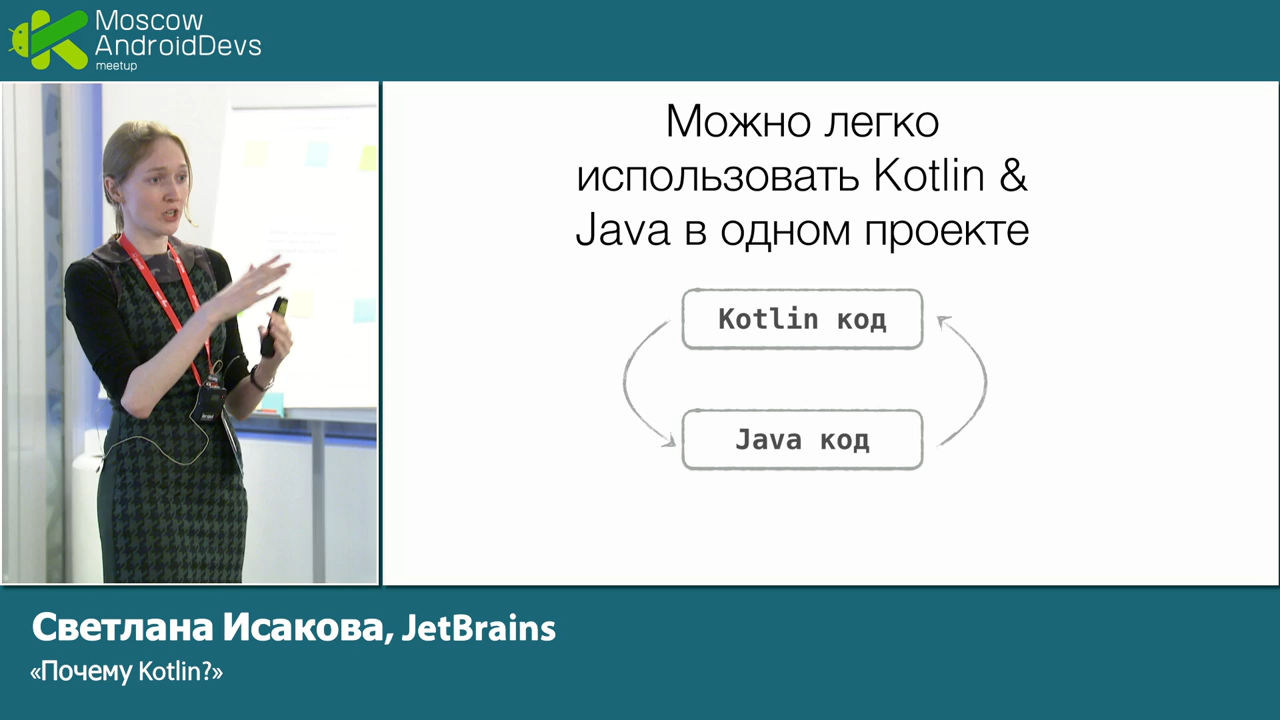 Moscow
AndroidDevs
meetup
Можно легко
использовать Kotlin &
Java в одном проекте
Kotlin код
Java код
Светлана Исакова, JetBrains
«Почему Kotlin?»